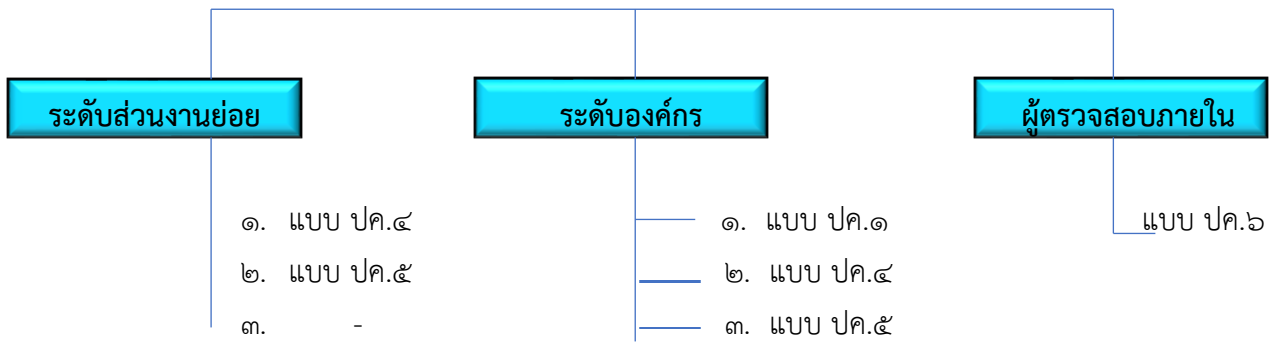 ระดับส่วนงานย่อย
๑. แบบ ปค.๔
๒. แบบ ปค.๕
๓. -
ระดับองค์กร
๑. แบบ ปค.๑
๒. แบบ ปค.๔
๓. แบบ ปค.๕
ผู้ตรวจสอบภายใน
แบบ ปค.๖